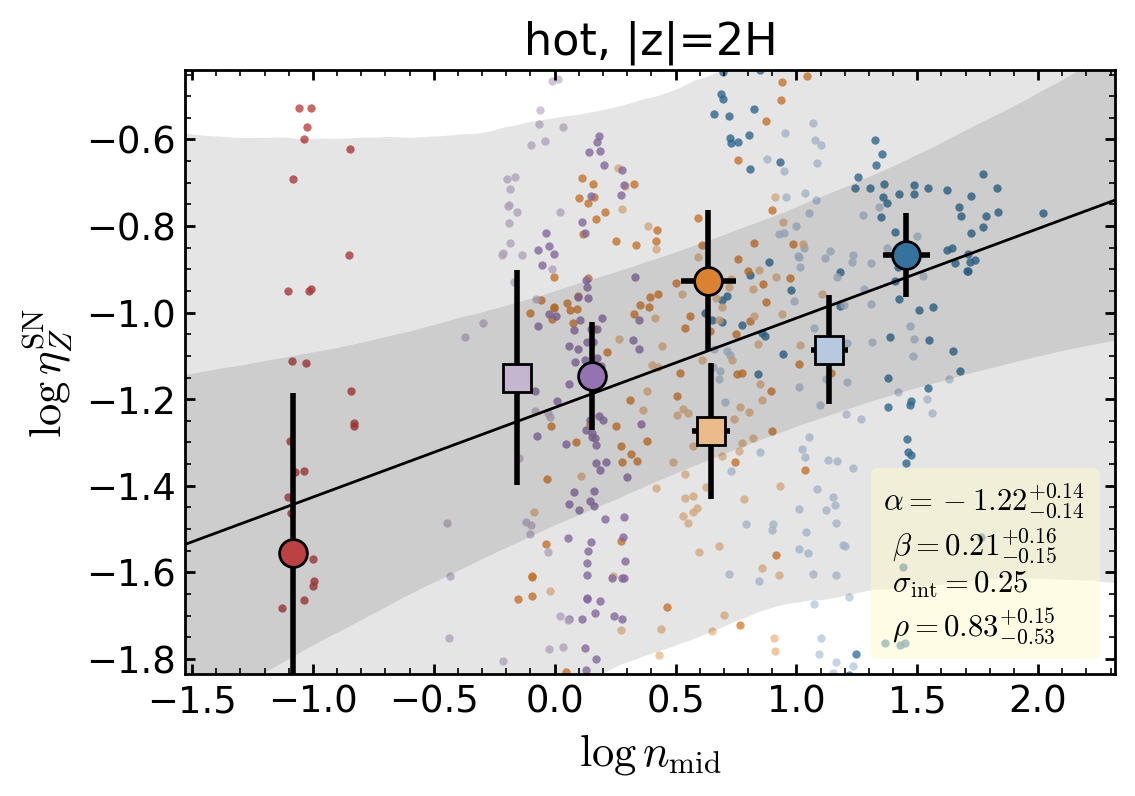 hot, |z|=2H
log η_Z^SN
−0.6
−0.8
−1.0
−1.2
−1.4
−1.6
−1.8
α = − 1.22 +0.14 −0.14
β = 0.21 +0.16 −0.15
σ_int = 0.25
ρ = 0.83 +0.15 −0.53
−1.5 −1.0 −0.5 0.0 0.5 1.0 1.5 2.0
log n_mid